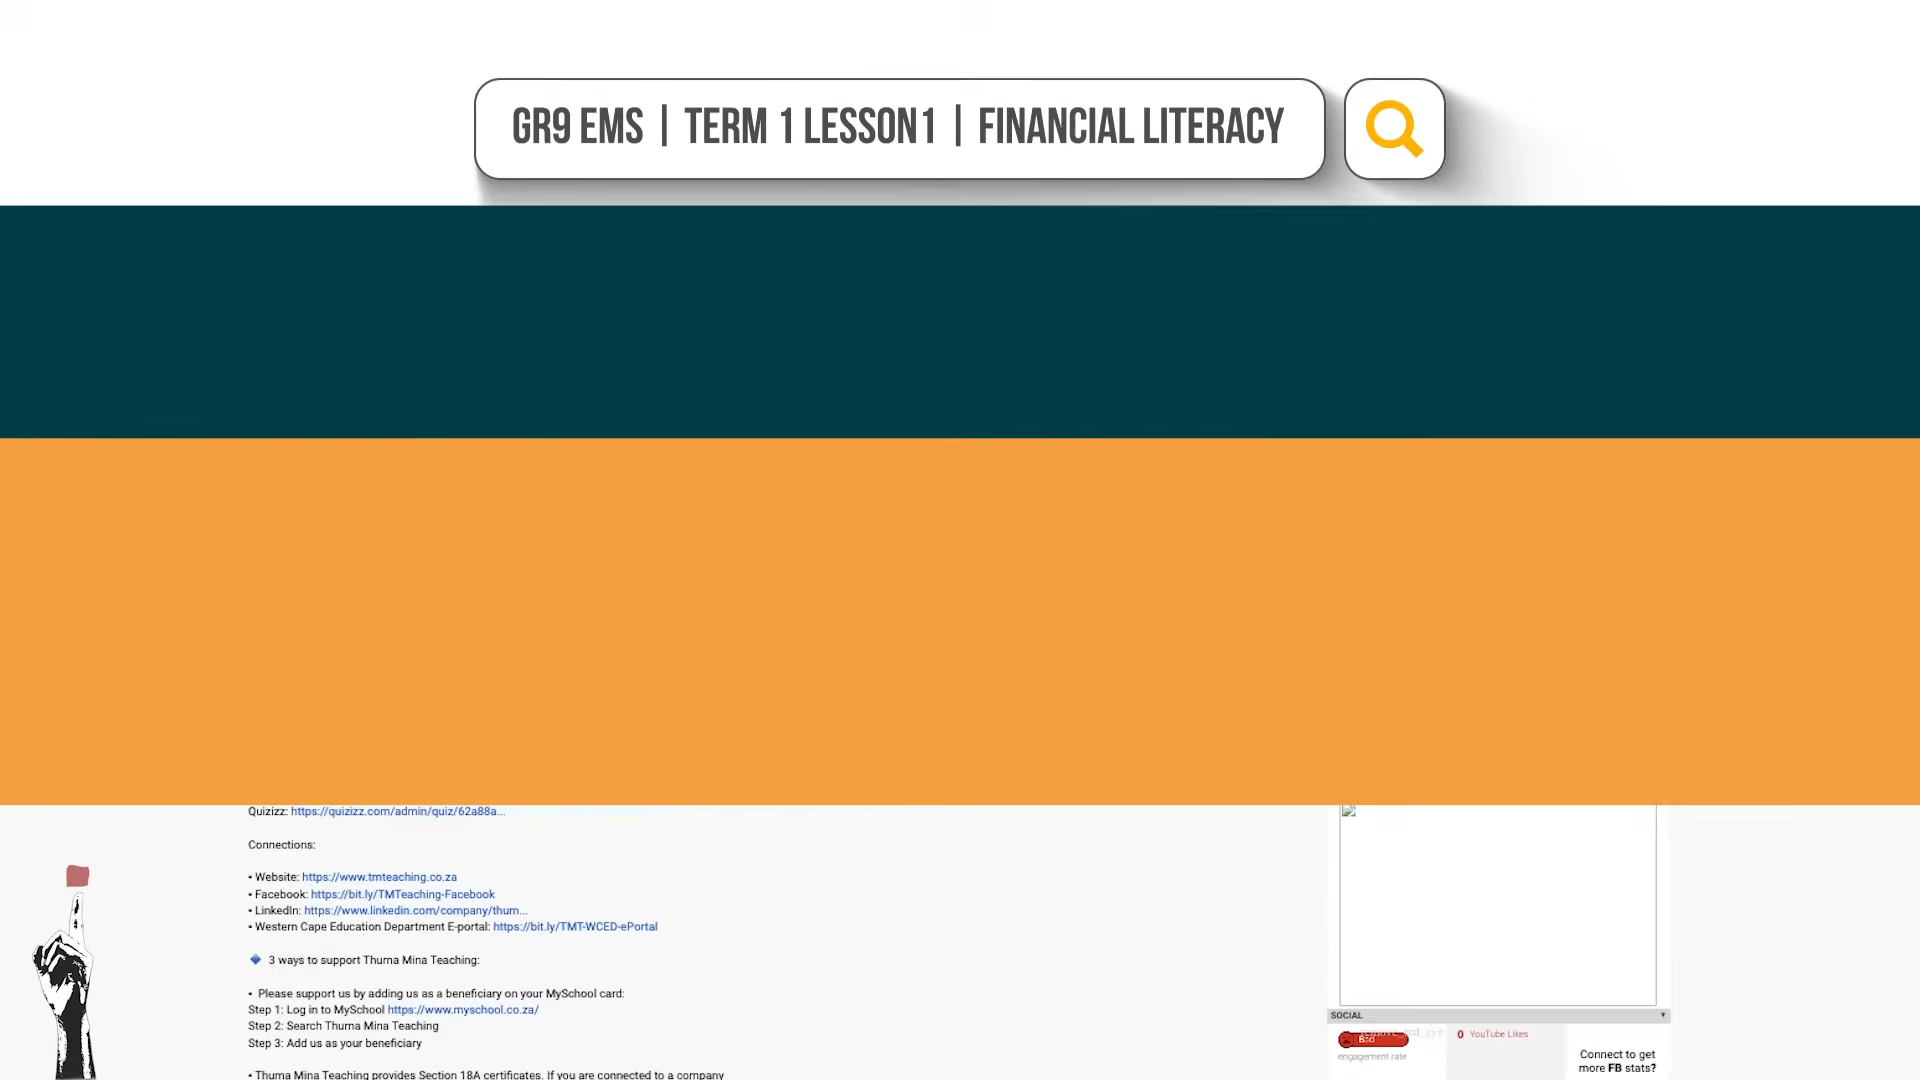 GR9 EMS | TERM 1 LESSON1 | FINANCIAL LITERACY
Quizizz: https://quizizz.com/admin/quiz/62a88a...
Connections:
▪ Website: https://www.tmteaching.co.za
▪ Facebook: https://bit.ly/TMTeaching-Facebook
▪ LinkedIn: https://www.linkedin.com/company/thum...
▪ Western Cape Education Department E-portal: https://bit.ly/TMT-WCED-ePortal
🔹 3 ways to support Thuma Mina Teaching:
▪ Please support us by adding us as a beneficiary on your MySchool card:
Step 1: Log in to MySchool https://www.myschool.co.za/
Step 2: Search Thuma Mina Teaching
Step 3: Add us as your beneficiary
▪ Thuma Mina Teaching provides Section 18A certificates. If you are connected to a company
SOCIAL
Bad
engagement rate
0 YouTube Likes
Connect to get
more FB stats?